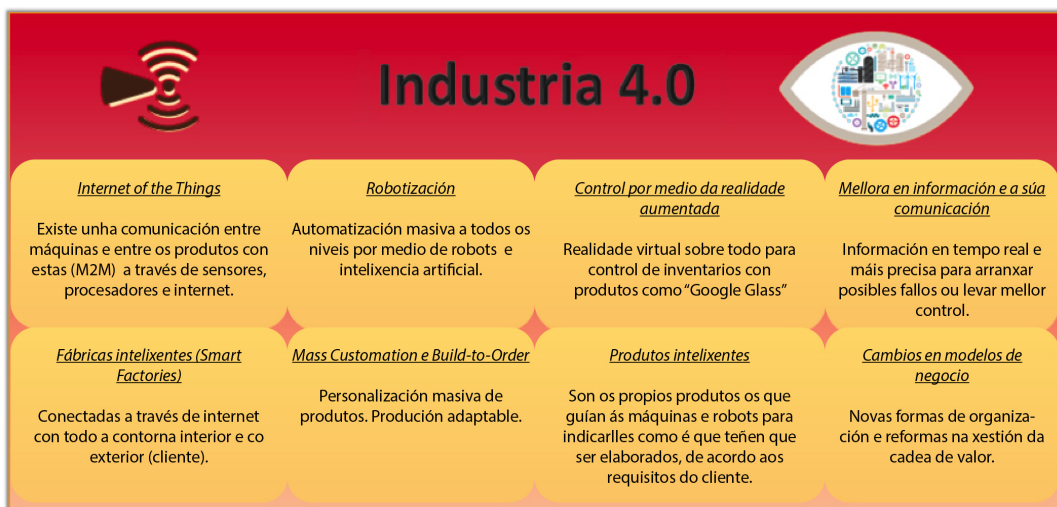 Industria 4.0
Internet of the Things
Existe unha comunicación entre
máquinas e entre os produtos con
estas (M2M) a través de sensores,
procesadores e internet.
Robotización
Automatización masiva a todos os
niveis por medio de robots e
intelixencia artificial.
Control por medio da realidade
aumentada
Realidade virtual sobre todo para
control de inventarios con
produtos como “Google Glass”
Mellora en información e a súa
comunicación
Información en tempo real e
máis precisa para arranxar
posibles fallos ou levar mellor
control.
Fábricas intelixentes (Smart
Factories)
Conectadas a través de internet
con todo a contorna interior e co
exterior (cliente).
Mass Customation e Build-to-Order
Personalización masiva de
produtos. Produción adaptable.
Produtos intelixentes
Son os propios produtos os que
guían ás máquinas e robots para
indicarlles como é que teñen que
ser elaborados, de acordo aos
requisitos do cliente.
Cambios en modelos de
negocio
Novas formas de organiza-
ción e reformas na xestión da
cadea de valor.